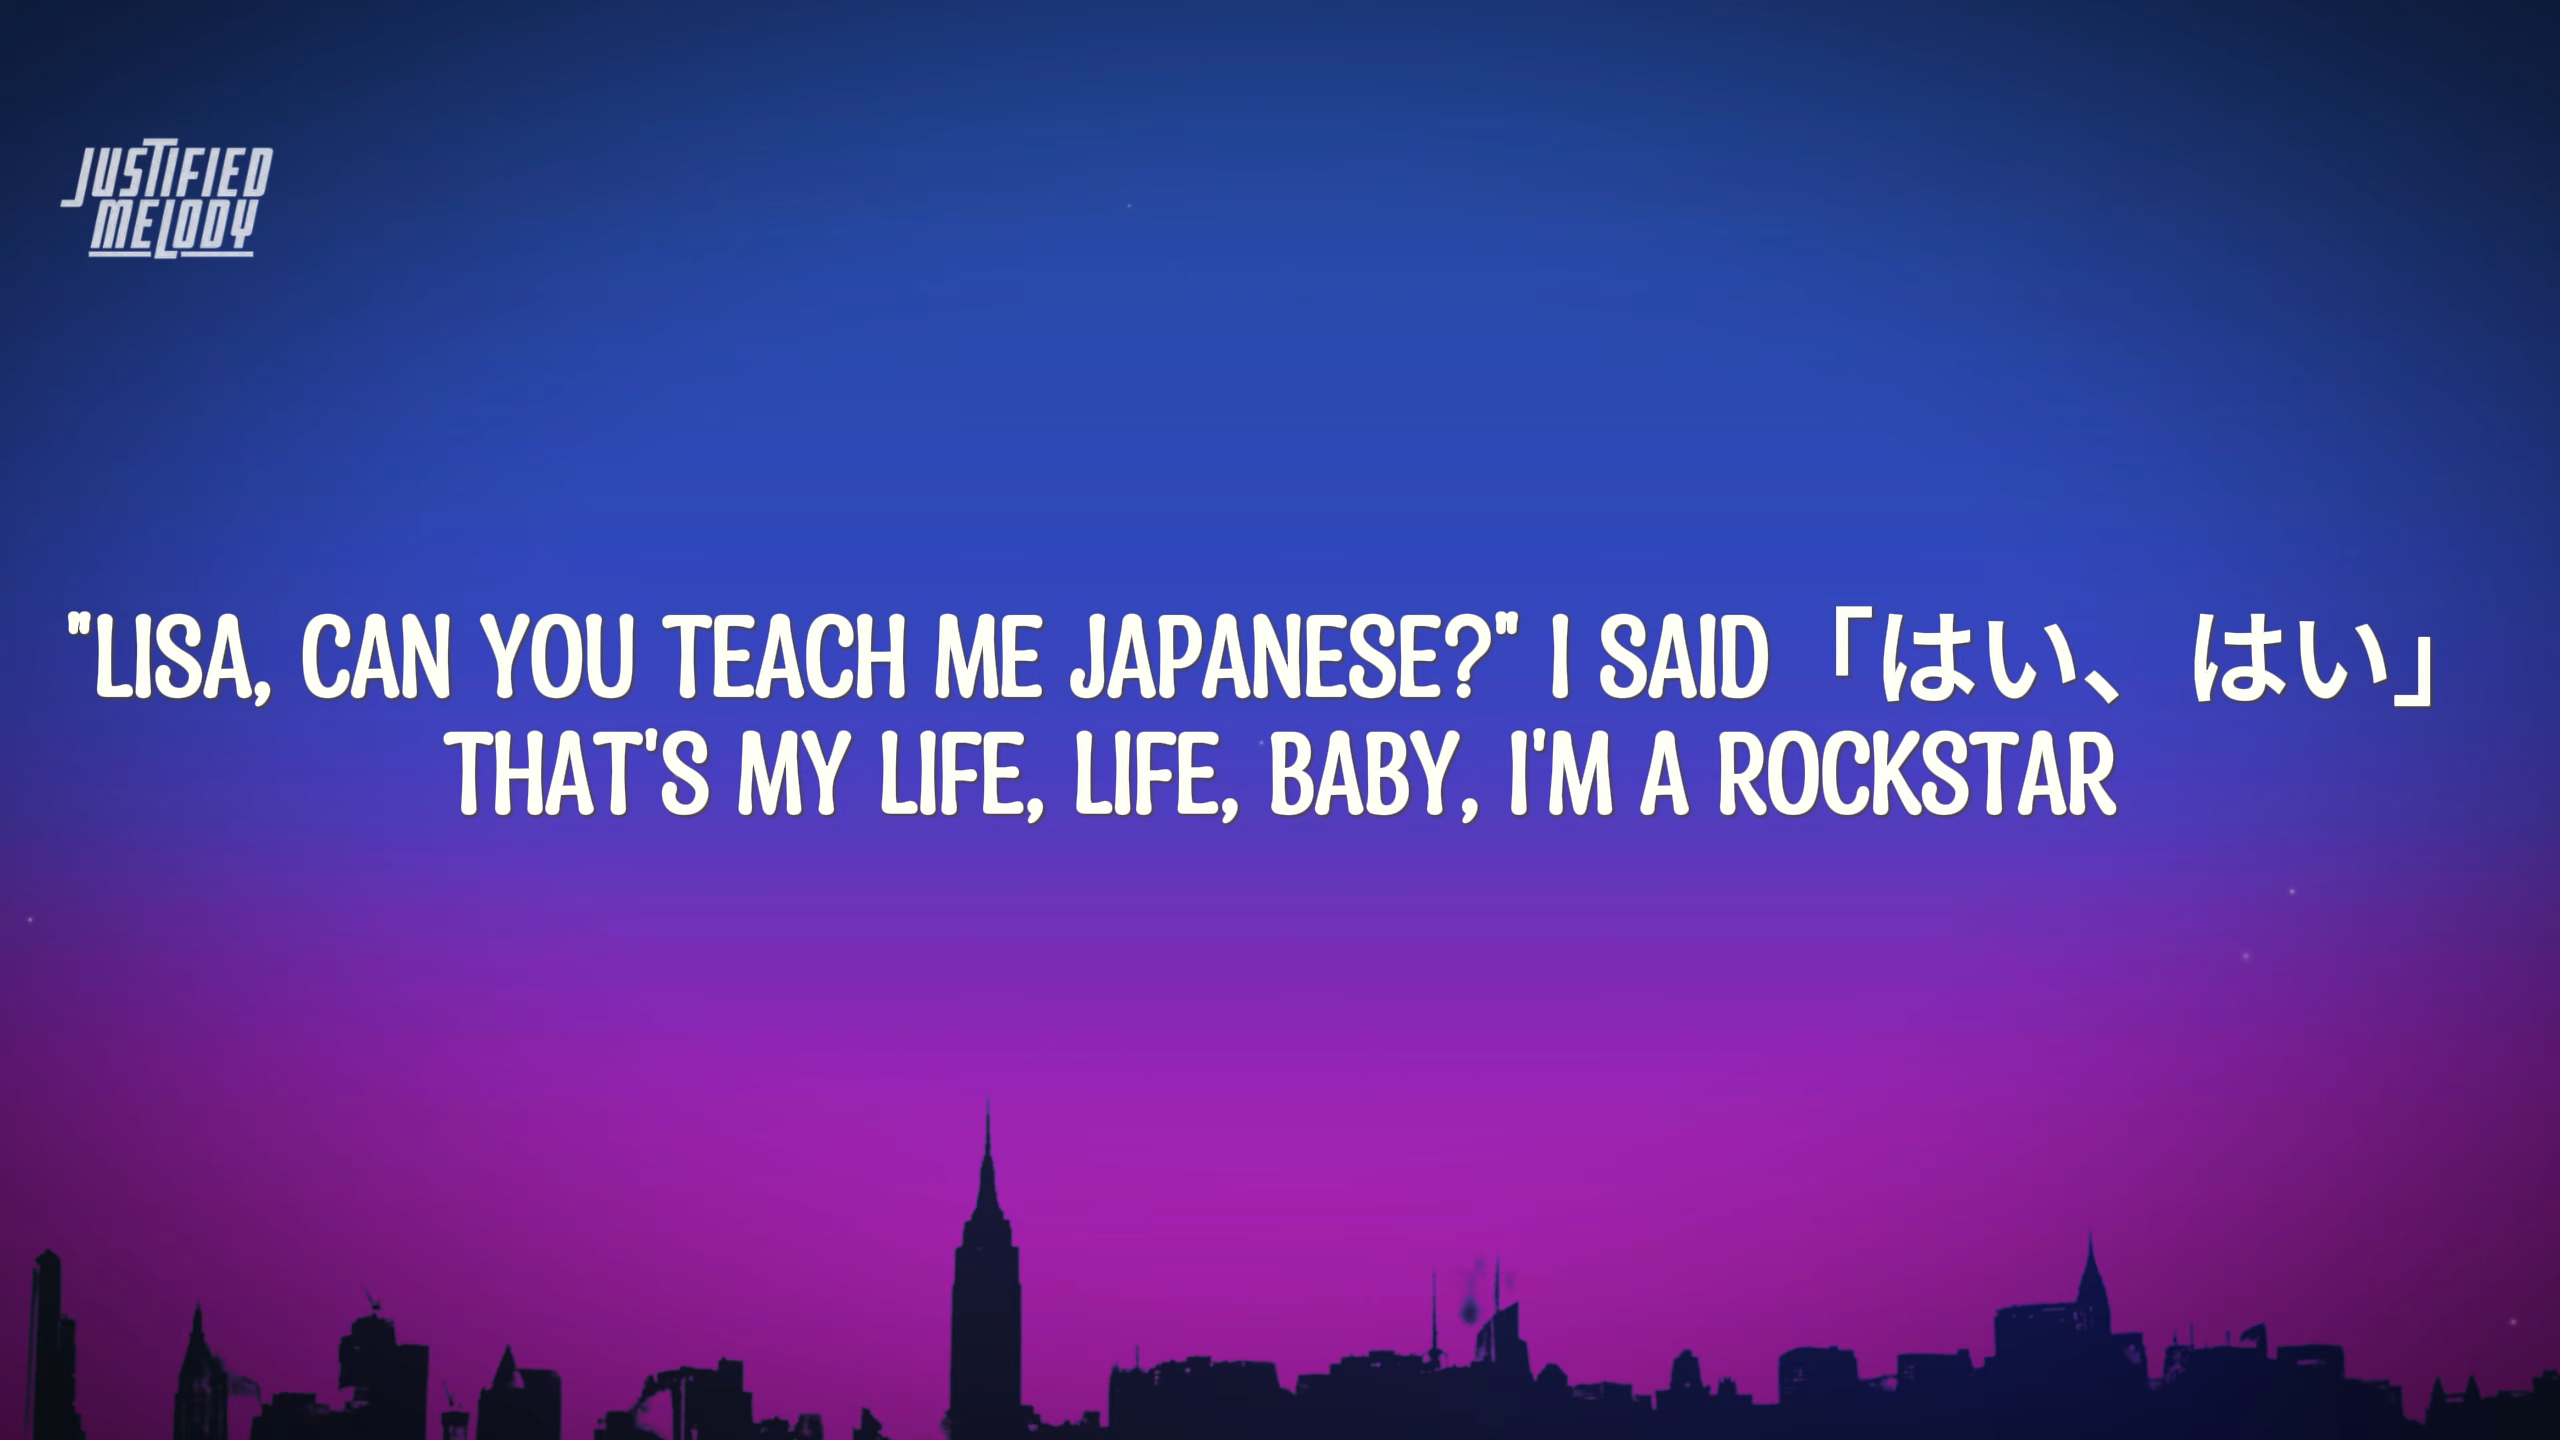 JUSTIFIED
MELODY
"LISA, CAN YOU TEACH ME JAPANESE?" I SAID 「はい、はい」
THAT'S MY LIFE, LIFE, BABY, I'M A ROCKSTAR